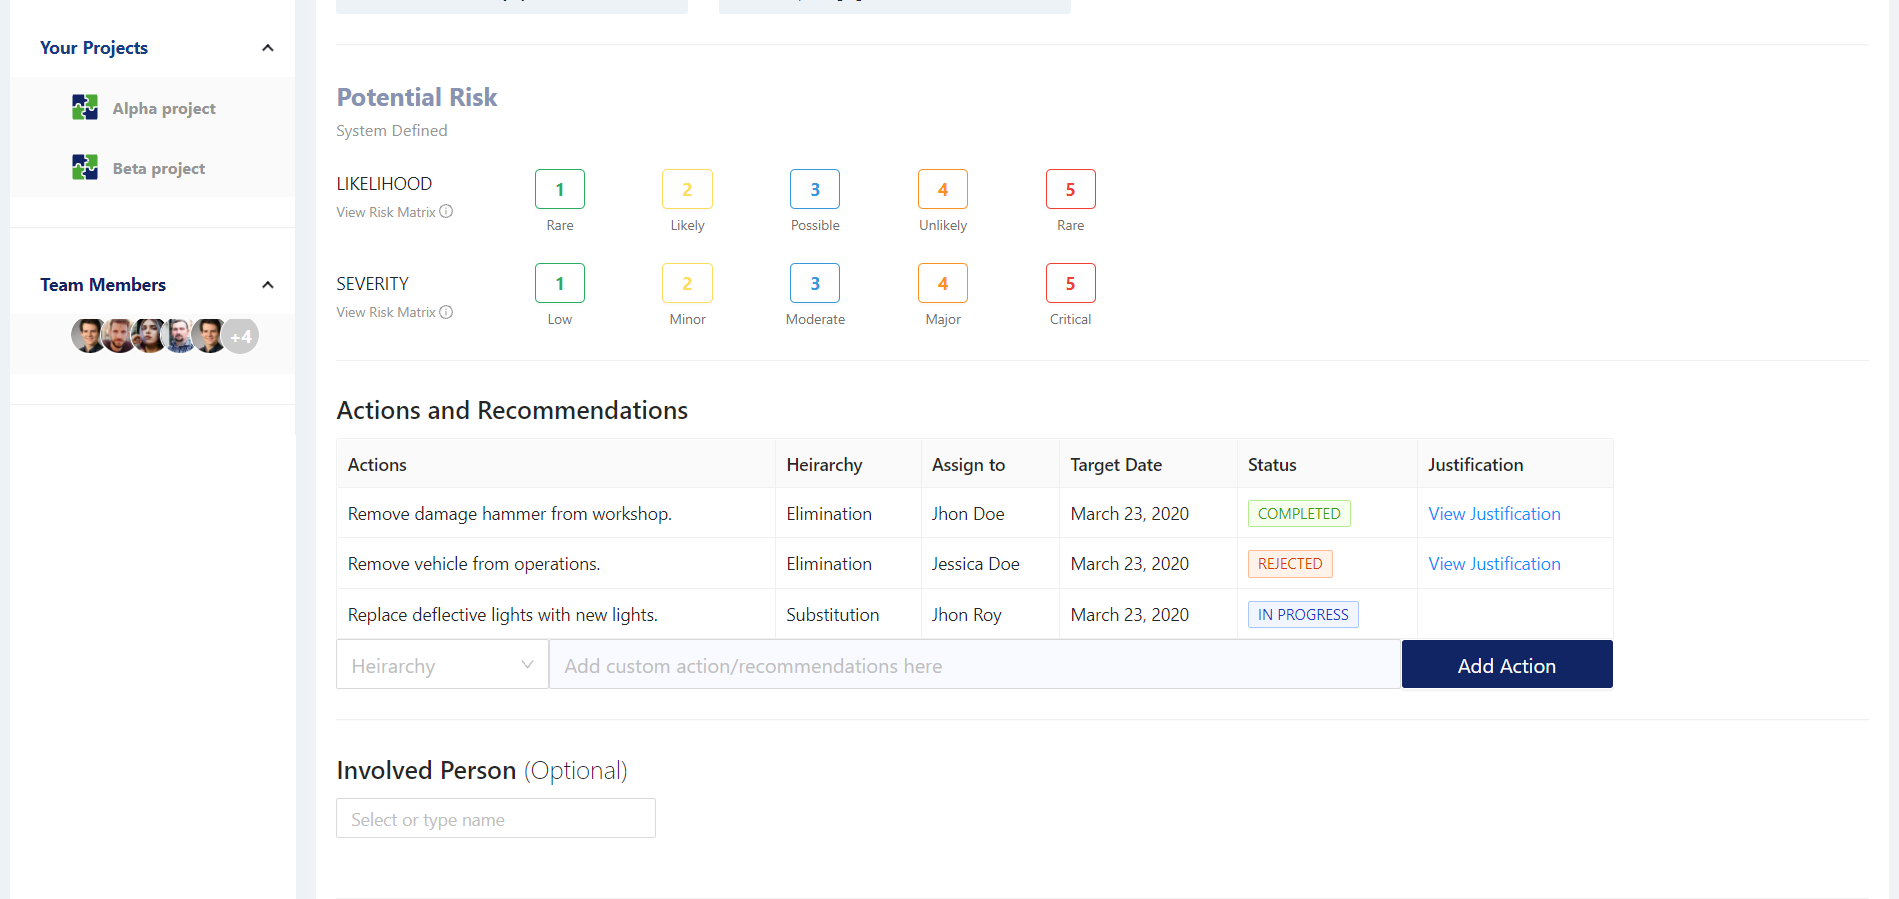 Your Projects
Alpha project
Beta project
Team Members
+4
Potential Risk
System Defined
LIKELIHOOD
View Risk Matrix
1 2 3 4 5
Rare Likely Possible Unlikely Rare
SEVERITY
View Risk Matrix
1 2 3 4 5
Low Minor Moderate Major Critical
Actions and Recommendations
Actions Heirarchy Assign to Target Date Status Justification
Remove damage hammer from workshop. Elimination Jhon Doe March 23, 2020 COMPLETED View Justification
Remove vehicle from operations. Elimination Jessica Doe March 23, 2020 REJECTED View Justification
Replace deflective lights with new lights. Substitution Jhon Roy March 23, 2020 IN PROGRESS
Heirarchy Add custom action/recommendations here Add Action
Involved Person (Optional)
Select or type name